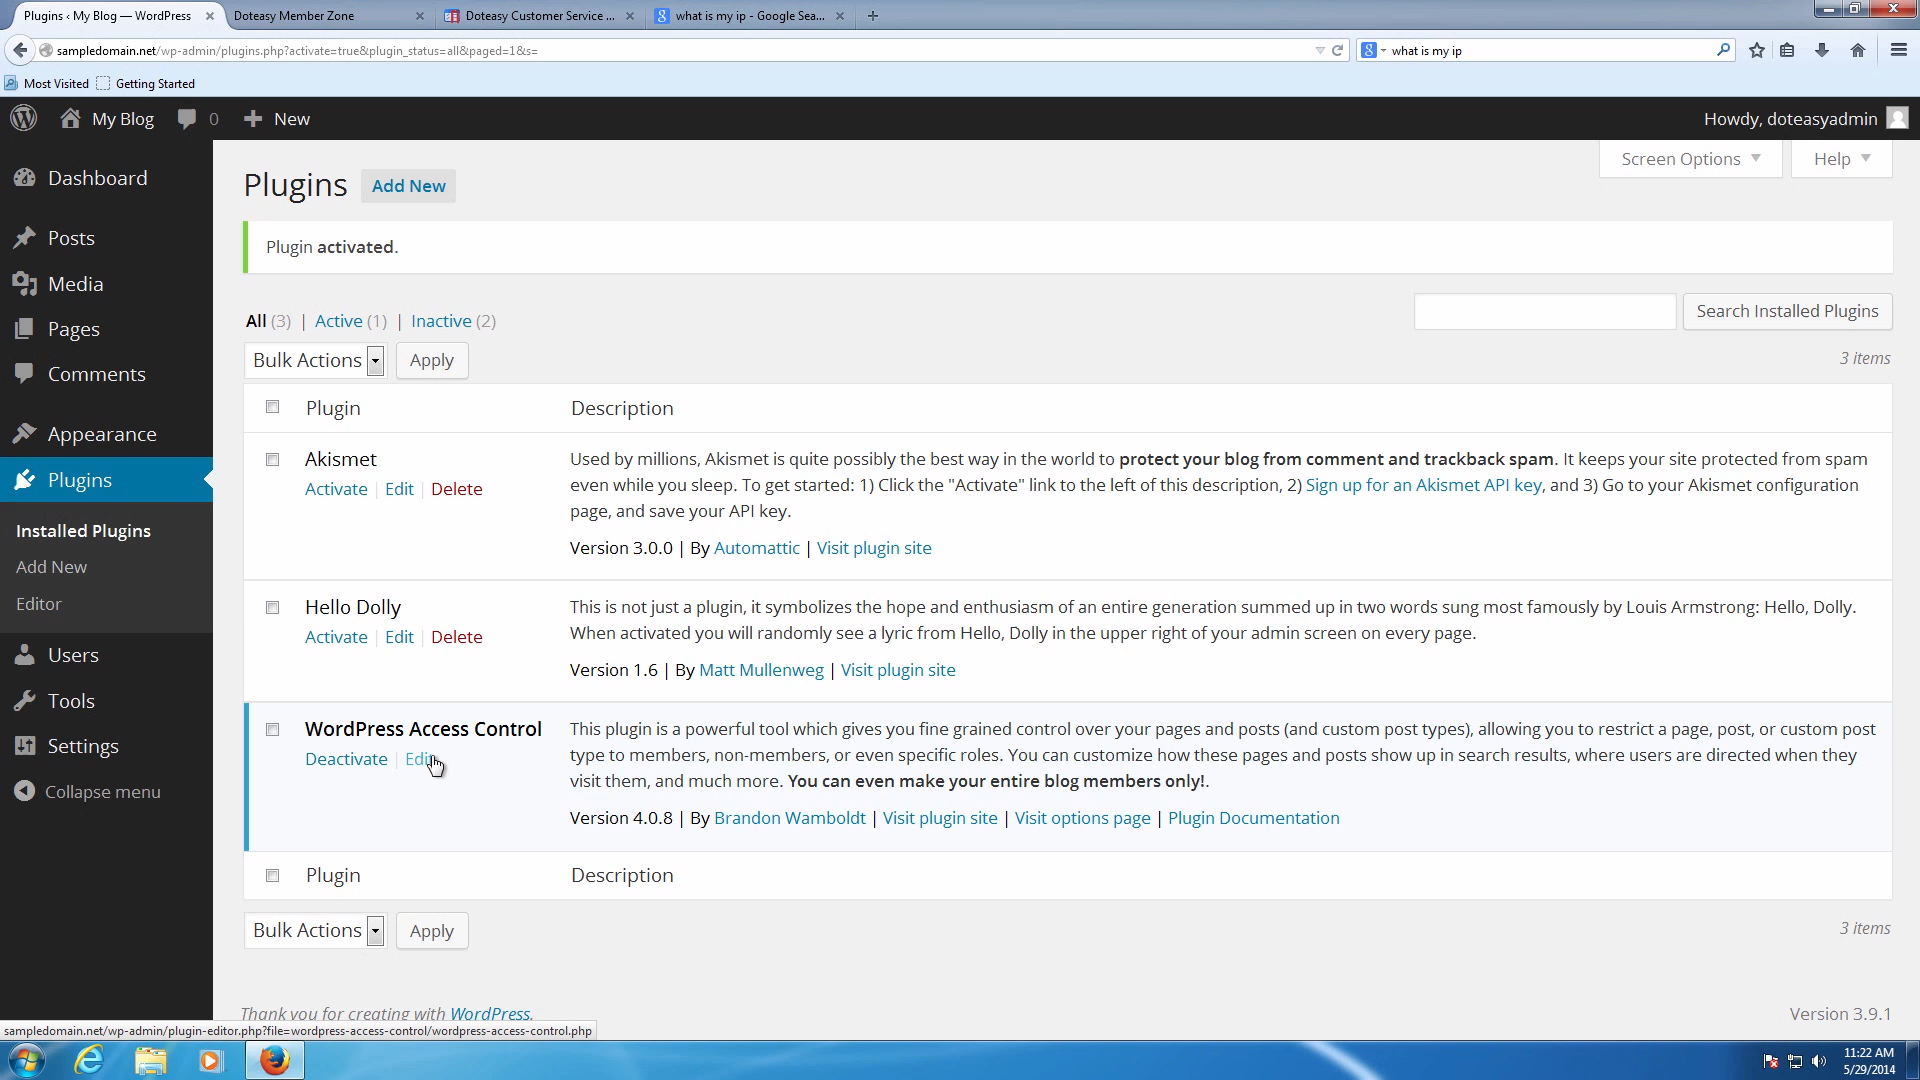 Plugins ‹ My Blog — WordPress × Doteasy Member Zone × Doteasy Customer Service ... × what is my ip - Google Sea... × +
sampledomain.net/wp-admin/plugins.php?activate=true&plugin_status=all&paged=1&s= what is my ip
Most Visited Getting Started
My Blog 0 + New Howdy, doteasyadmin
Screen Options Help
Dashboard
Posts
Media
Pages
Comments
Appearance
Plugins
Installed Plugins
Add New
Editor
Users
Tools
Settings
Collapse menu
Plugins Add New
Plugin activated.
All (3) | Active (1) | Inactive (2) Search Installed Plugins
Bulk Actions Apply 3 items
Plugin Description
Akismet
Activate | Edit | Delete
Used by millions, Akismet is quite possibly the best way in the world to protect your blog from comment and trackback spam. It keeps your site protected from spam
even while you sleep. To get started: 1) Click the "Activate" link to the left of this description, 2) Sign up for an Akismet API key, and 3) Go to your Akismet configuration
page, and save your API key.
Version 3.0.0 | By Automattic | Visit plugin site
Hello Dolly
Activate | Edit | Delete
This is not just a plugin, it symbolizes the hope and enthusiasm of an entire generation summed up in two words sung most famously by Louis Armstrong: Hello, Dolly.
When activated you will randomly see a lyric from Hello, Dolly in the upper right of your admin screen on every page.
Version 1.6 | By Matt Mullenweg | Visit plugin site
WordPress Access Control
Deactivate | Edit
This plugin is a powerful tool which gives you fine grained control over your pages and posts (and custom post types), allowing you to restrict a page, post, or custom post
type to members, non-members, or even specific roles. You can customize how these pages and posts show up in search results, where users are directed when they
visit them, and much more. You can even make your entire blog members only!.
Version 4.0.8 | By Brandon Wamboldt | Visit plugin site | Visit options page | Plugin Documentation
Plugin Description
Bulk Actions Apply 3 items
Thank you for creating with WordPress. Version 3.9.1
sampledomain.net/wp-admin/plugin-editor.php?file=wordpress-access-control/wordpress-access-control.php
11:22 AM
5/29/2014